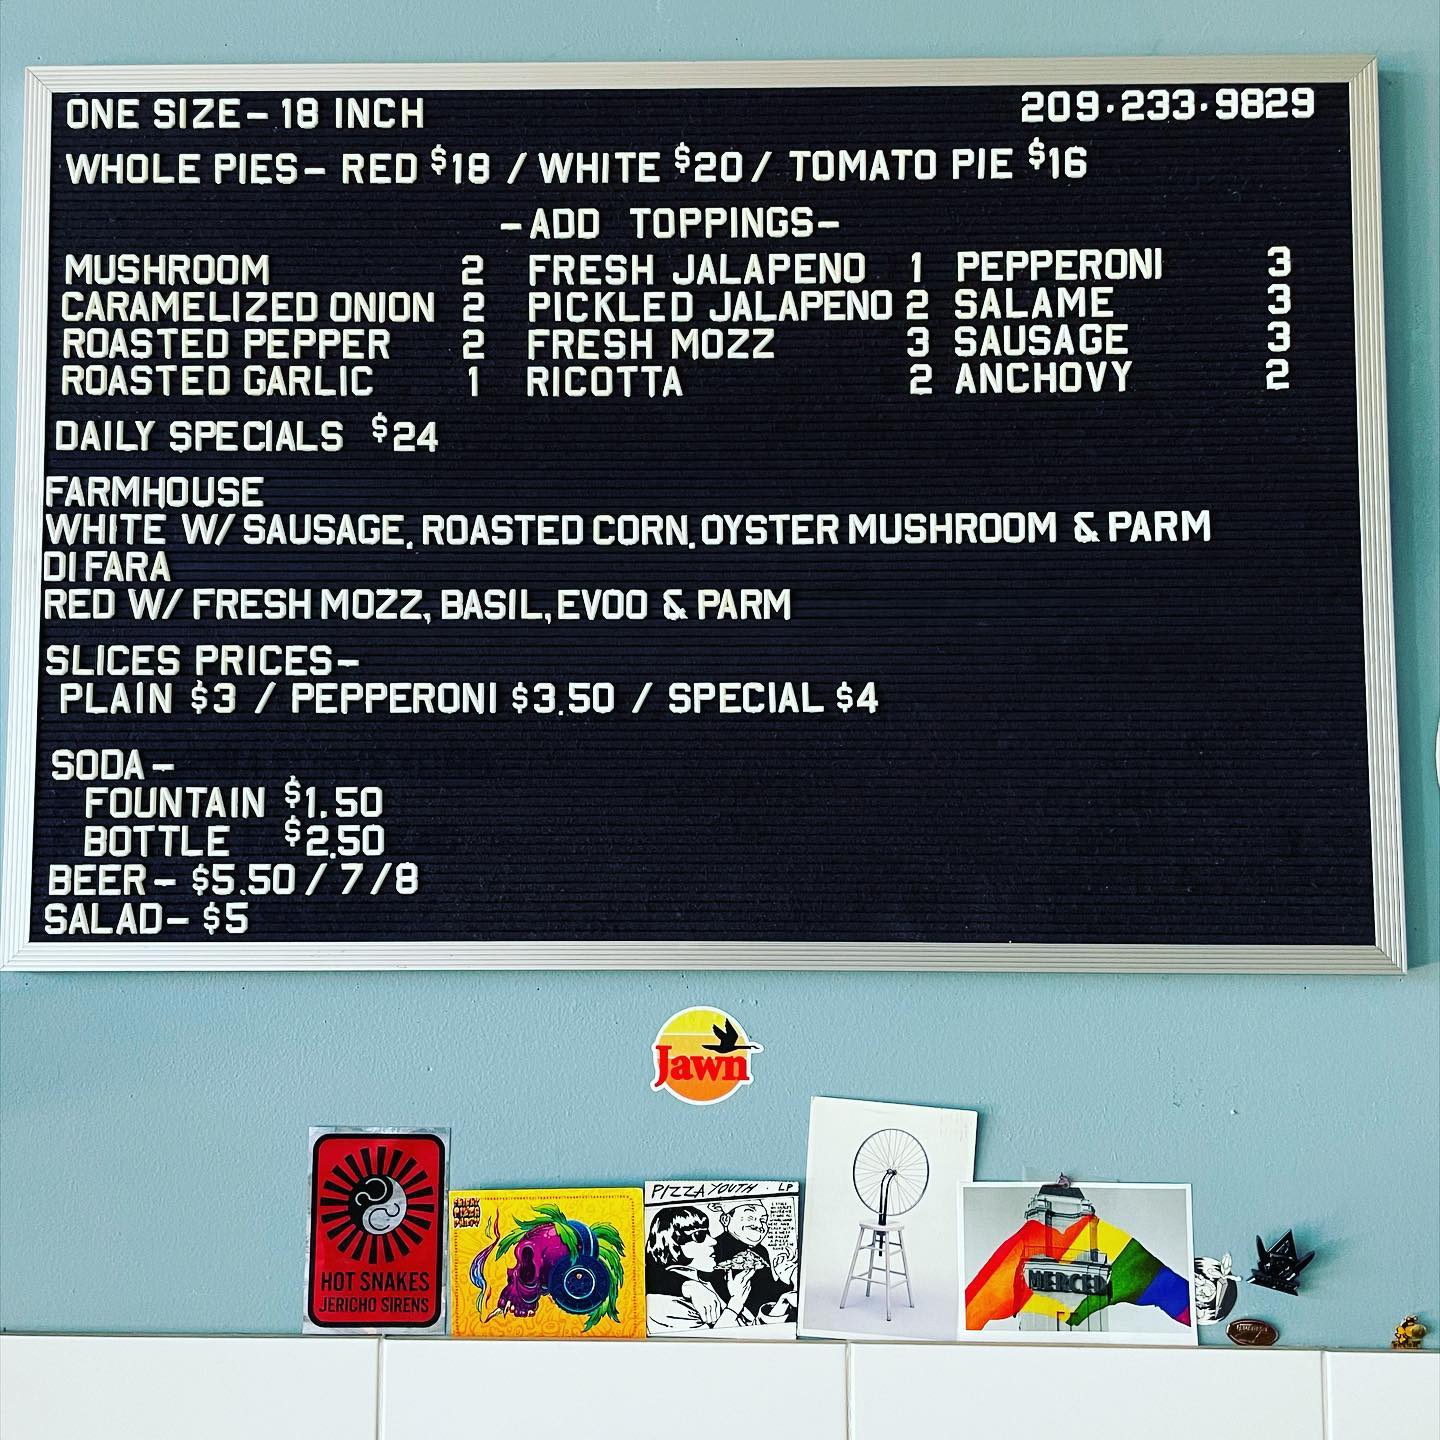 ONE SIZE- 18 INCH 209·233·9829
WHOLE PIES- RED $18 / WHITE $20 / TOMATO PIE $16
-ADD TOPPINGS-
MUSHROOM 2 FRESH JALAPENO 1 PEPPERONI 3
CARAMELIZED ONION 2 PICKLED JALAPENO 2 SALAME 3
ROASTED PEPPER 2 FRESH MOZZ 3 SAUSAGE 3
ROASTED GARLIC 1 RICOTTA 2 ANCHOVY 2
DAILY SPECIALS $24
FARMHOUSE
WHITE W/ SAUSAGE, ROASTED CORN, OYSTER MUSHROOM & PARM
DI FARA
RED W/ FRESH MOZZ, BASIL, EVOO & PARM
SLICES PRICES-
PLAIN $3 / PEPPERONI $3.50 / SPECIAL $4
SODA-
FOUNTAIN $1.50
BOTTLE $2.50
BEER- $5.50 / 7 / 8
SALAD- $5
Jawn
HOT SNAKES
JERICHO SIRENS
PIZZA YOUTH · LP
MERCED